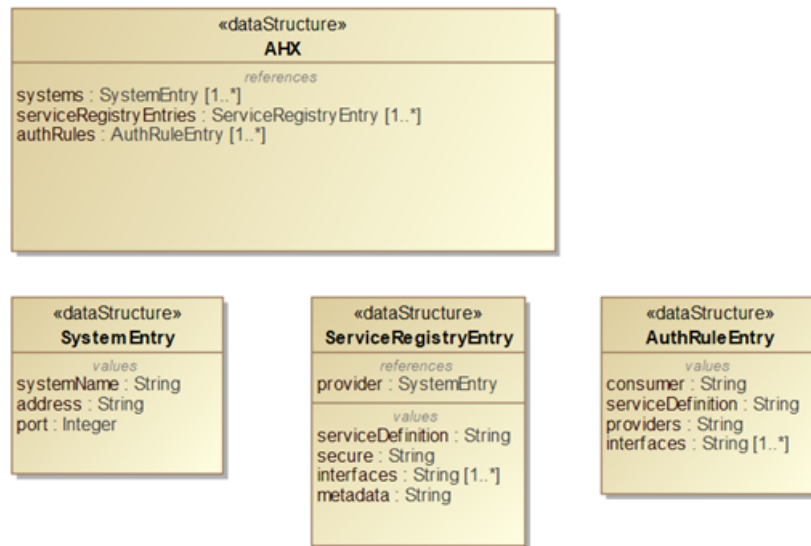 «dataStructure»
AHX
references
systems : SystemEntry [1..*]
serviceRegistryEntries : ServiceRegistryEntry [1..*]
authRules : AuthRuleEntry [1..*]
«dataStructure»
SystemEntry
values
systemName : String
address : String
port : Integer
«dataStructure»
ServiceRegistryEntry
references
provider : SystemEntry
values
serviceDefinition : String
secure : String
interfaces : String [1..*]
metadata : String
«dataStructure»
AuthRuleEntry
values
consumer : String
serviceDefinition : String
providers : String
interfaces : String [1..*]